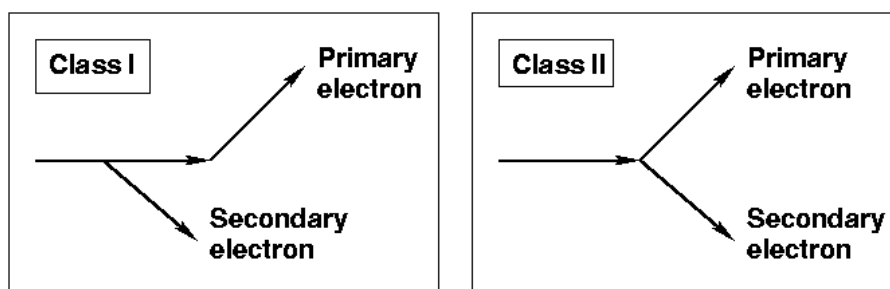 Class I
Primary
electron
Secondary
electron
Class II
Primary
electron
Secondary
electron